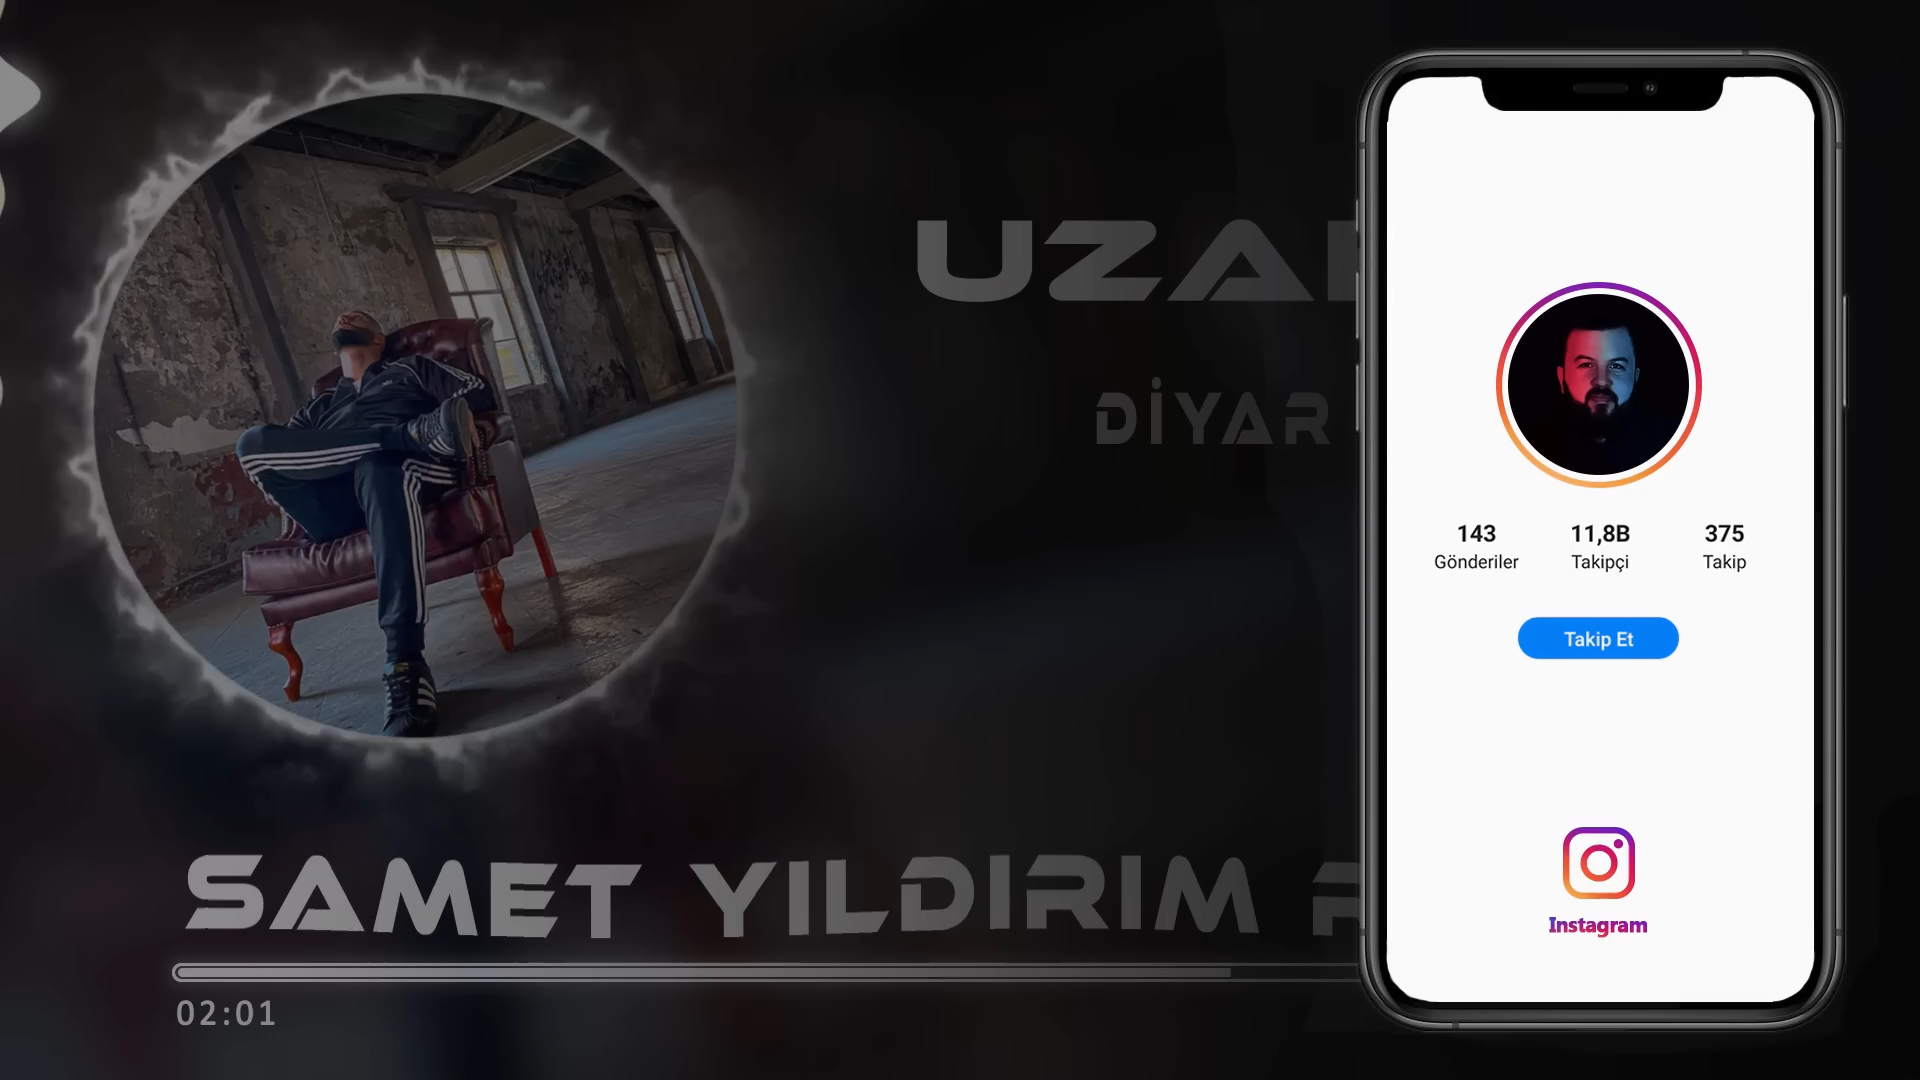 UZA
DİYAR
SAMET YILDIRIM
02:01
143 11,8B 375
Gönderiler Takipçi Takip
Takip Et
Instagram